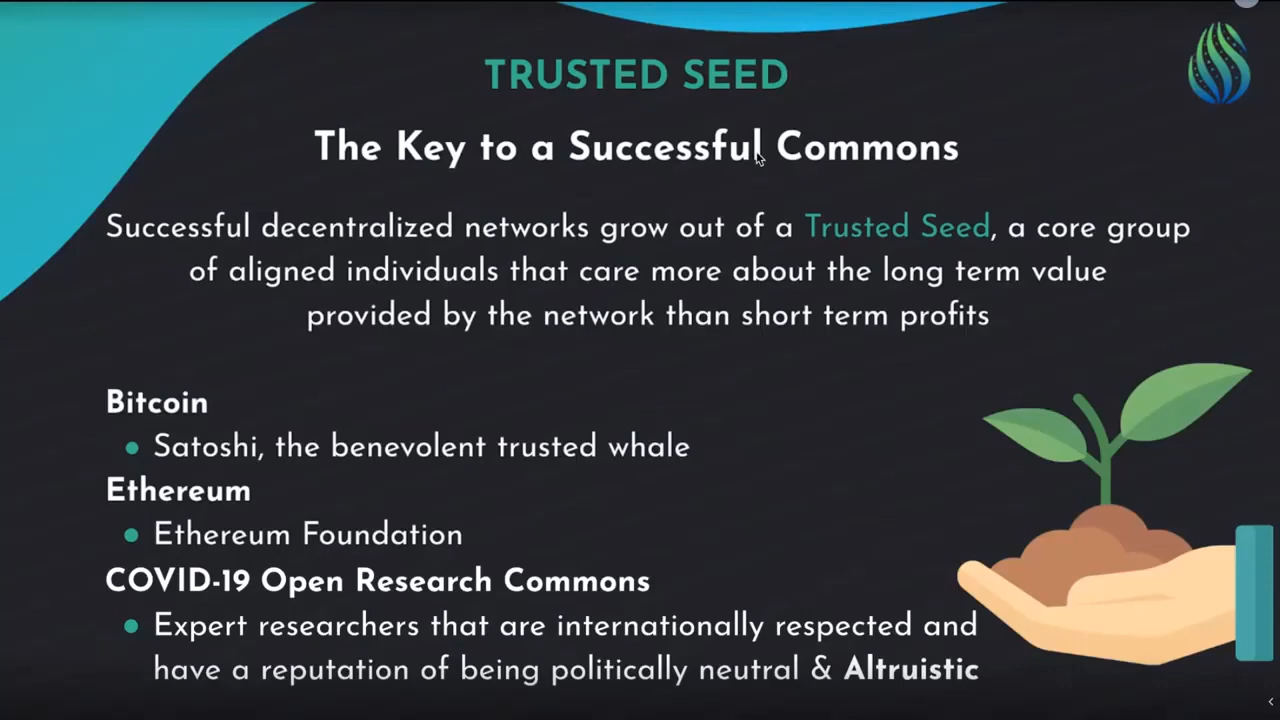 TRUSTED SEED
The Key to a Successful Commons
Successful decentralized networks grow out of a Trusted Seed, a core group
of aligned individuals that care more about the long term value
provided by the network than short term profits
Bitcoin
• Satoshi, the benevolent trusted whale
Ethereum
• Ethereum Foundation
COVID-19 Open Research Commons
• Expert researchers that are internationally respected and
have a reputation of being politically neutral & Altruistic